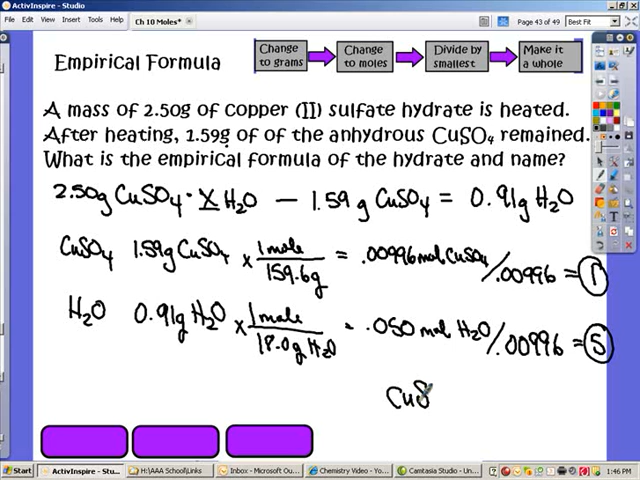 ActivInspire - Studio
File Edit View Insert Tools Help Ch 10 Moles* Page 43 of 49 Best Fit
Empirical Formula
Change to grams
Change to moles
Divide by smallest
Make it a whole
A mass of 2.50g of copper (II) sulfate hydrate is heated.
After heating, 1.59g of of the anhydrous CuSO₄ remained.
What is the empirical formula of the hydrate and name?
2.50g CuSO₄ · X H₂O — 1.59 g CuSO₄ = 0.91g H₂O
CuSO₄ 1.59g CuSO₄ × 1 mole / 159.6g = .00996 mol CuSO₄ / .00996 = 1
H₂O 0.91g H₂O × 1 mole / 18.0g H₂O = .050 mol H₂O / .00996 = 5
CuS
Start ActivInspire - Studio H:\AAA School\Links Inbox - Microsoft Ou... Chemistry Video - Yo... Camtasia Studio - Un... 1:46 PM